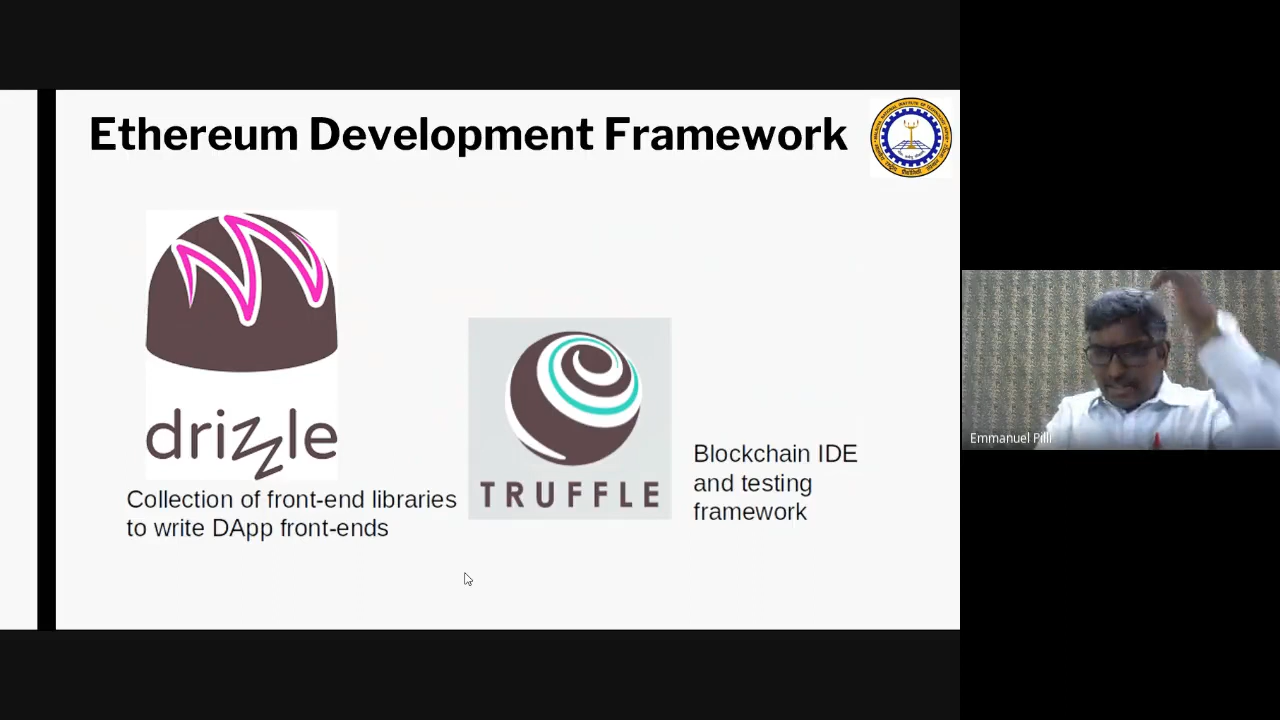 Ethereum Development Framework
drizzle
Collection of front-end libraries
to write DApp front-ends
TRUFFLE
Blockchain IDE
and testing
framework
Emmanuel Pilli